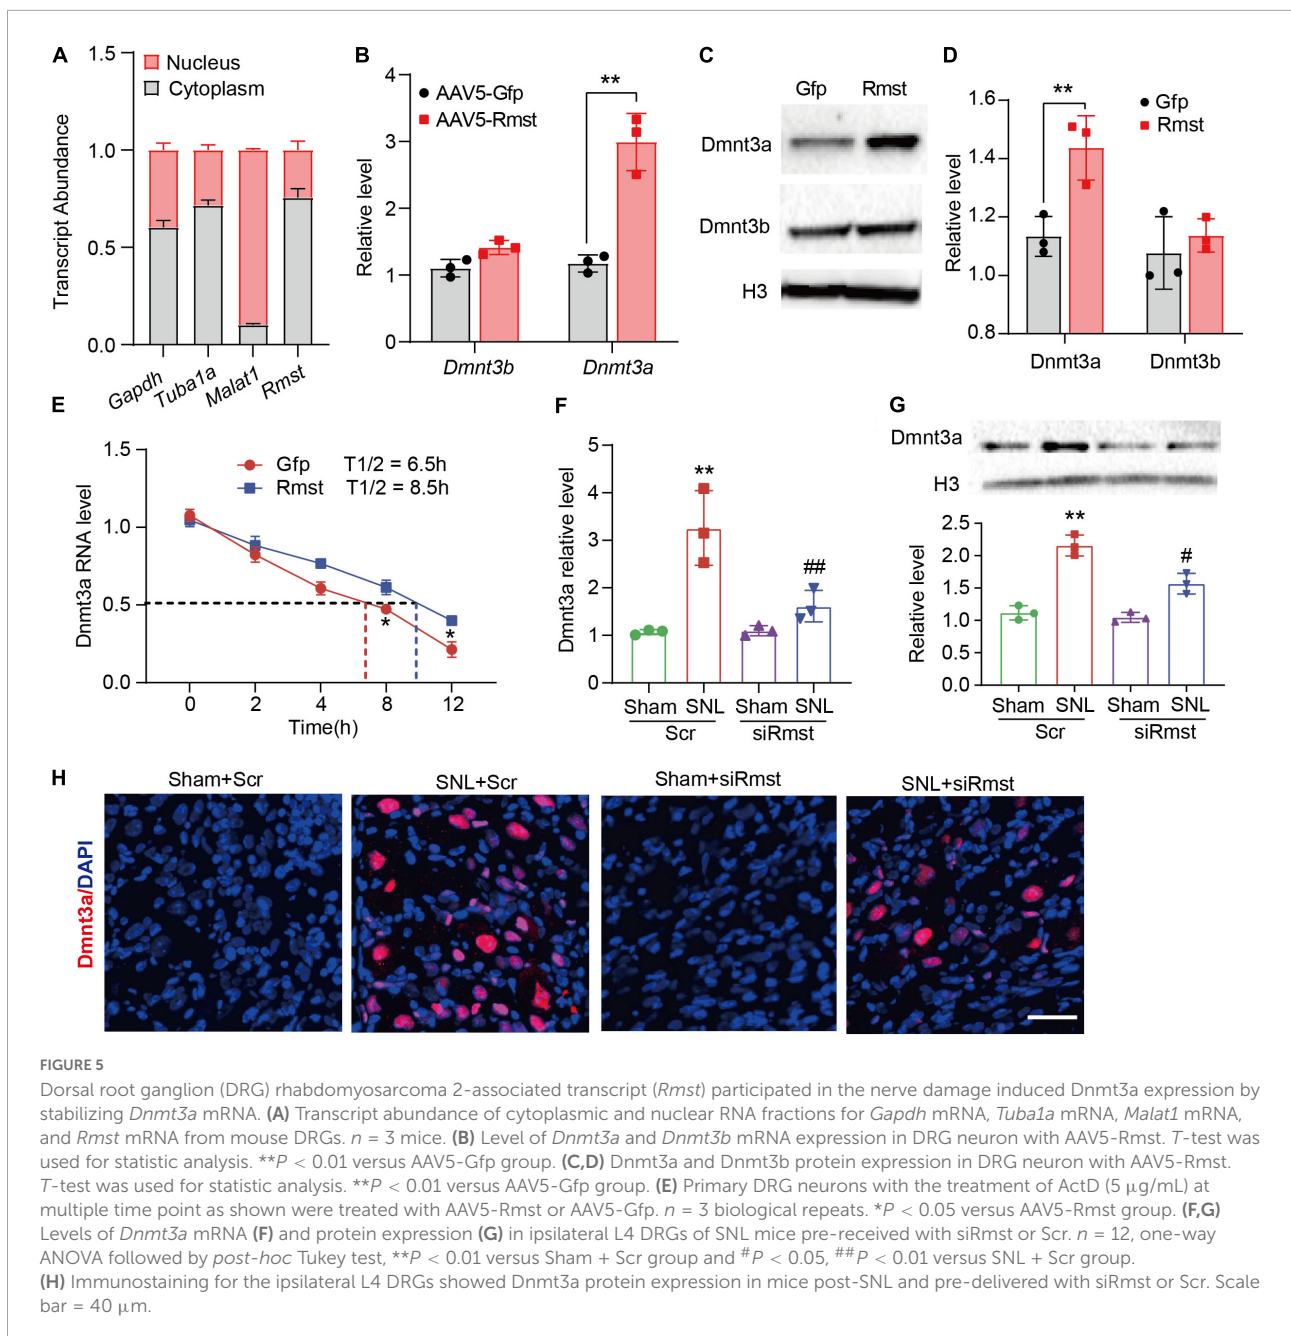 A
1.5
1.0
0.5
0.0
Transcript Abundance
Nucleus
Cytoplasm
Gapdh
Tuba1a
Malat1
Rmst
B
4
3
2
1
0
Relative level
AAV5-Gfp
AAV5-Rmst
**
Dmnt3b
Dnmt3a
C
Gfp Rmst
Dmnt3a
Dmnt3b
H3
D
1.6
1.4
1.2
1.0
0.8
Relative level
**
Gfp
Rmst
Dnmt3a
Dnmt3b
E
1.5
1.0
0.5
0.0
Dnmt3a RNA level
Gfp T1/2 = 6.5h
Rmst T1/2 = 8.5h
*
*
0 2 4 8 12
Time(h)
F
5
4
3
2
1
0
Dmnt3a relative level
**
##
Sham SNL Sham SNL
Scr siRmst
G
Dmnt3a
H3
2.5
2.0
1.5
1.0
0.5
0.0
Relative level
**
#
Sham SNL Sham SNL
Scr siRmst
H
Sham+Scr SNL+Scr Sham+siRmst SNL+siRmst
Dmnt3a/DAPI
FIGURE 5
Dorsal root ganglion (DRG) rhabdomyosarcoma 2-associated transcript (Rmst) participated in the nerve damage induced Dnmt3a expression by
stabilizing Dnmt3a mRNA. (A) Transcript abundance of cytoplasmic and nuclear RNA fractions for Gapdh mRNA, Tuba1a mRNA, Malat1 mRNA,
and Rmst mRNA from mouse DRGs. n = 3 mice. (B) Level of Dnmt3a and Dnmt3b mRNA expression in DRG neuron with AAV5-Rmst. T-test was
used for statistic analysis. **P < 0.01 versus AAV5-Gfp group. (C,D) Dnmt3a and Dnmt3b protein expression in DRG neuron with AAV5-Rmst.
T-test was used for statistic analysis. **P < 0.01 versus AAV5-Gfp group. (E) Primary DRG neurons with the treatment of ActD (5 μg/mL) at
multiple time point as shown were treated with AAV5-Rmst or AAV5-Gfp. n = 3 biological repeats. *P < 0.05 versus AAV5-Rmst group. (F,G)
Levels of Dnmt3a mRNA (F) and protein expression (G) in ipsilateral L4 DRGs of SNL mice pre-received with siRmst or Scr. n = 12, one-way
ANOVA followed by post-hoc Tukey test, **P < 0.01 versus Sham + Scr group and #P < 0.05, ##P < 0.01 versus SNL + Scr group.
(H) Immunostaining for the ipsilateral L4 DRGs showed Dnmt3a protein expression in mice post-SNL and pre-delivered with siRmst or Scr. Scale
bar = 40 μm.